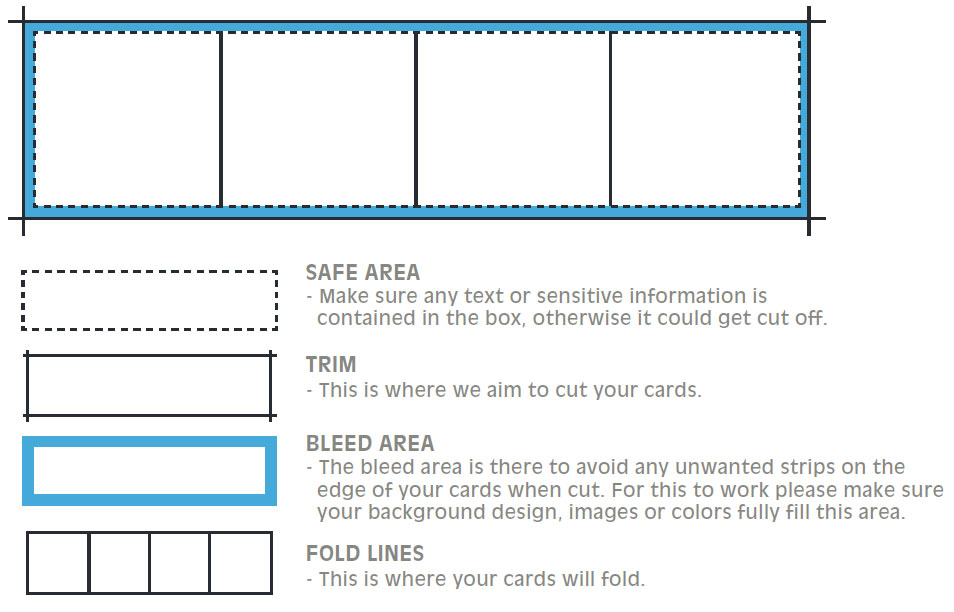 SAFE AREA
- Make sure any text or sensitive information is
contained in the box, otherwise it could get cut off.
TRIM
- This is where we aim to cut your cards.
BLEED AREA
- The bleed area is there to avoid any unwanted strips on the
edge of your cards when cut. For this to work please make sure
your background design, images or colors fully fill this area.
FOLD LINES
- This is where your cards will fold.